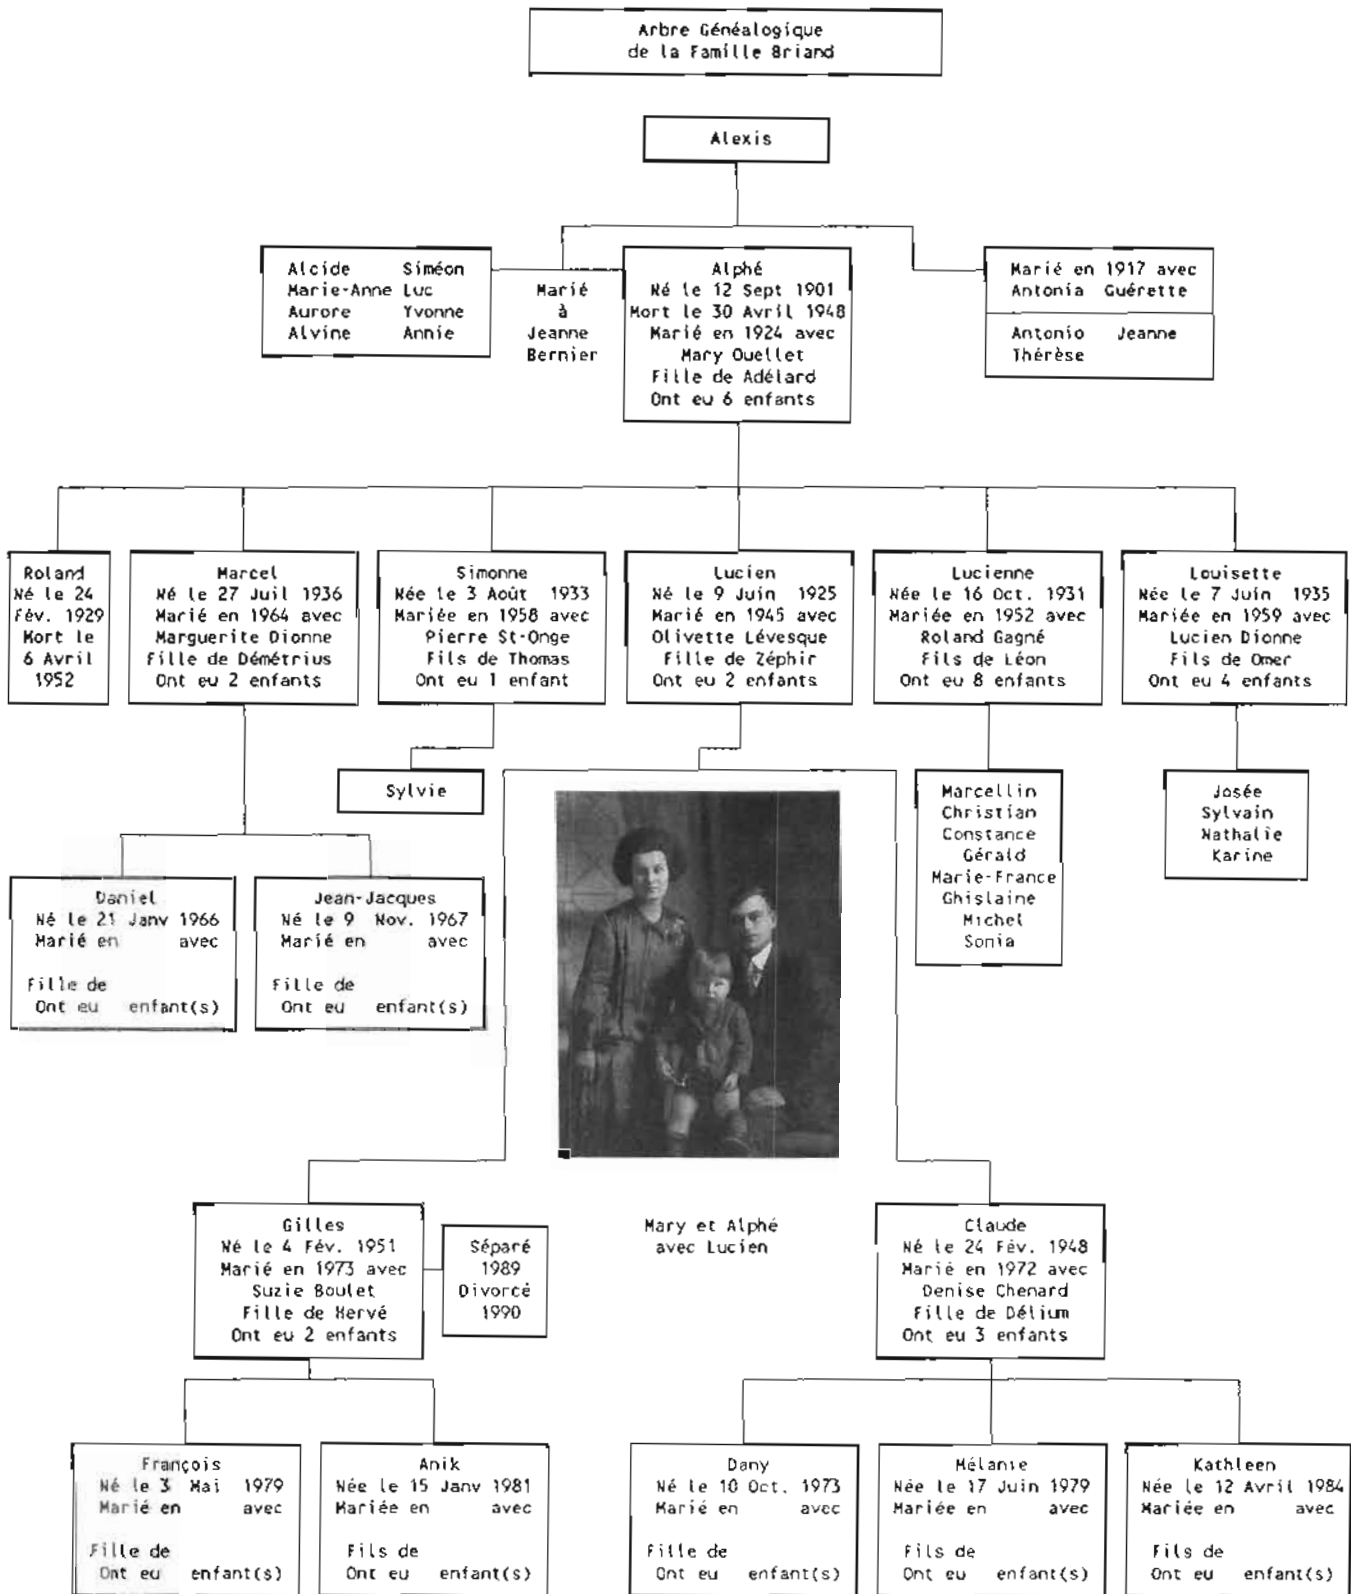 Arbre Généalogique
de la Famille Briand
Alexis
Alcide Siméon
Marie-Anne Luc
Aurore Yvonne
Alvine Annie
Marié
à
Jeanne
Bernier
Alphé
Né le 12 Sept 1901
Mort le 30 Avril 1948
Marié en 1924 avec
Mary Ouellet
Fille de Adélard
Ont eu 6 enfants
Marié en 1917 avec
Antonia Guérette
Antonio Jeanne
Thérèse
Roland
Né le 24
Fév. 1929
Mort le
6 Avril
1952
Marcel
Né le 27 Juil 1936
Marié en 1964 avec
Marguerite Dionne
Fille de Démétrius
Ont eu 2 enfants
Simonne
Née le 3 Août 1933
Mariée en 1958 avec
Pierre St-Onge
Fils de Thomas
Ont eu 1 enfant
Lucien
Né le 9 Juin 1925
Marié en 1945 avec
Olivette Lévesque
Fille de Zéphir
Ont eu 2 enfants
Lucienne
Née le 16 Oct. 1931
Mariée en 1952 avec
Roland Gagné
Fils de Léon
Ont eu 8 enfants
Louisette
Née le 7 Juin 1935
Mariée en 1959 avec
Lucien Dionne
Fils de Omer
Ont eu 4 enfants
Sylvie
Marcellin
Christian
Constance
Gérald
Marie-France
Ghislaine
Michel
Sonia
Josée
Sylvain
Nathalie
Karine
Daniel
Né le 21 Janv 1966
Marié en avec
Fille de
Ont eu enfant(s)
Jean-Jacques
Né le 9 Nov. 1967
Marié en avec
Fille de
Ont eu enfant(s)
Gilles
Né le 4 Fév. 1951
Marié en 1973 avec
Suzie Boulet
Fille de Hervé
Ont eu 2 enfants
Séparé
1989
Divorcé
1990
Mary et Alphé
avec Lucien
Claude
Né le 24 Fév. 1948
Marié en 1972 avec
Denise Chenard
Fille de Délium
Ont eu 3 enfants
François
Né le 3 Mai 1979
Marié en avec
Fille de
Ont eu enfant(s)
Anik
Née le 15 Janv 1981
Mariée en avec
Fils de
Ont eu enfant(s)
Dany
Né le 10 Oct. 1973
Marié en avec
Fille de
Ont eu enfant(s)
Mélanie
Née le 17 Juin 1979
Mariée en avec
Fils de
Ont eu enfant(s)
Kathleen
Née le 12 Avril 1984
Mariée en avec
Fils de
Ont eu enfant(s)